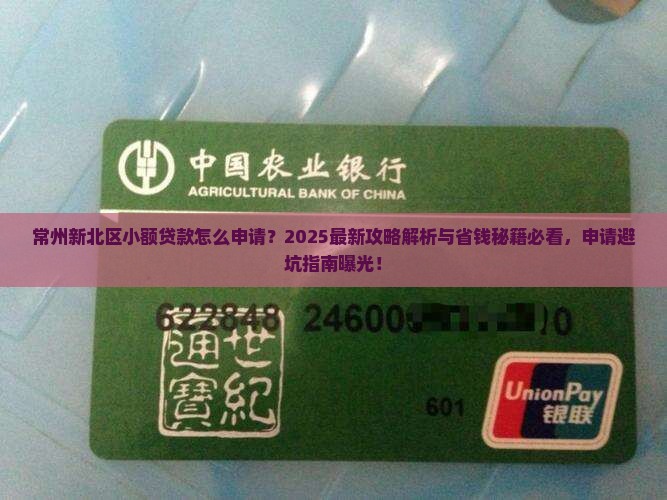 中国农业银行
AGRICULTURAL BANK OF CHINA
常州新北区小额贷款怎么申请？2025最新攻略解析与省钱秘籍必看，申请避
坑指南曝光！
622848 24600
0
世紀
通寶
601
UnionPay
银联